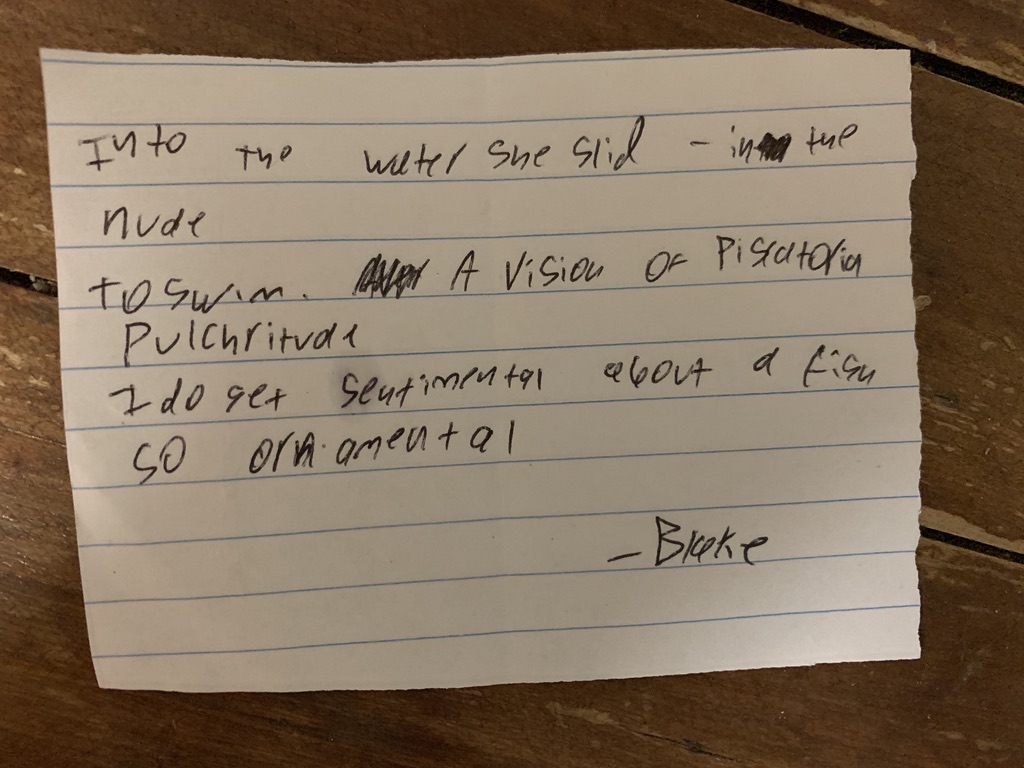 Into the water she slid - in the
nude
to swim. A vision of Piscatoria
Pulchritude
I do get sentimental about a fish
so ornamental
- Blake